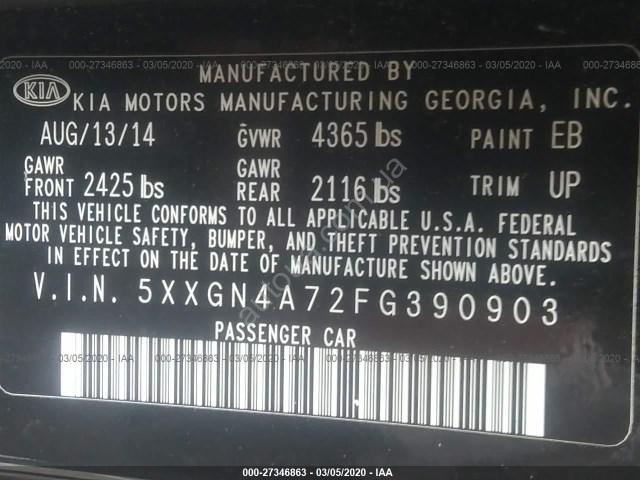 000-27346863 - 03/05/2020 - IAA
MANUFACTURED BY
KIA
KIA MOTORS MANUFACTURING GEORGIA, INC.
AUG/13/14 GVWR 4365 lbs PAINT EB
GAWR FRONT 2425 lbs GAWR REAR 2116 lbs TRIM UP
THIS VEHICLE CONFORMS TO ALL APPLICABLE U.S.A. FEDERAL
MOTOR VEHICLE SAFETY, BUMPER, AND THEFT PREVENTION STANDARDS
IN EFFECT ON THE DATE OF MANUFACTURE SHOWN ABOVE.
V.I.N. 5XXGN4A72FG390903
PASSENGER CAR
000-27346863 - 03/05/2020 - IAA